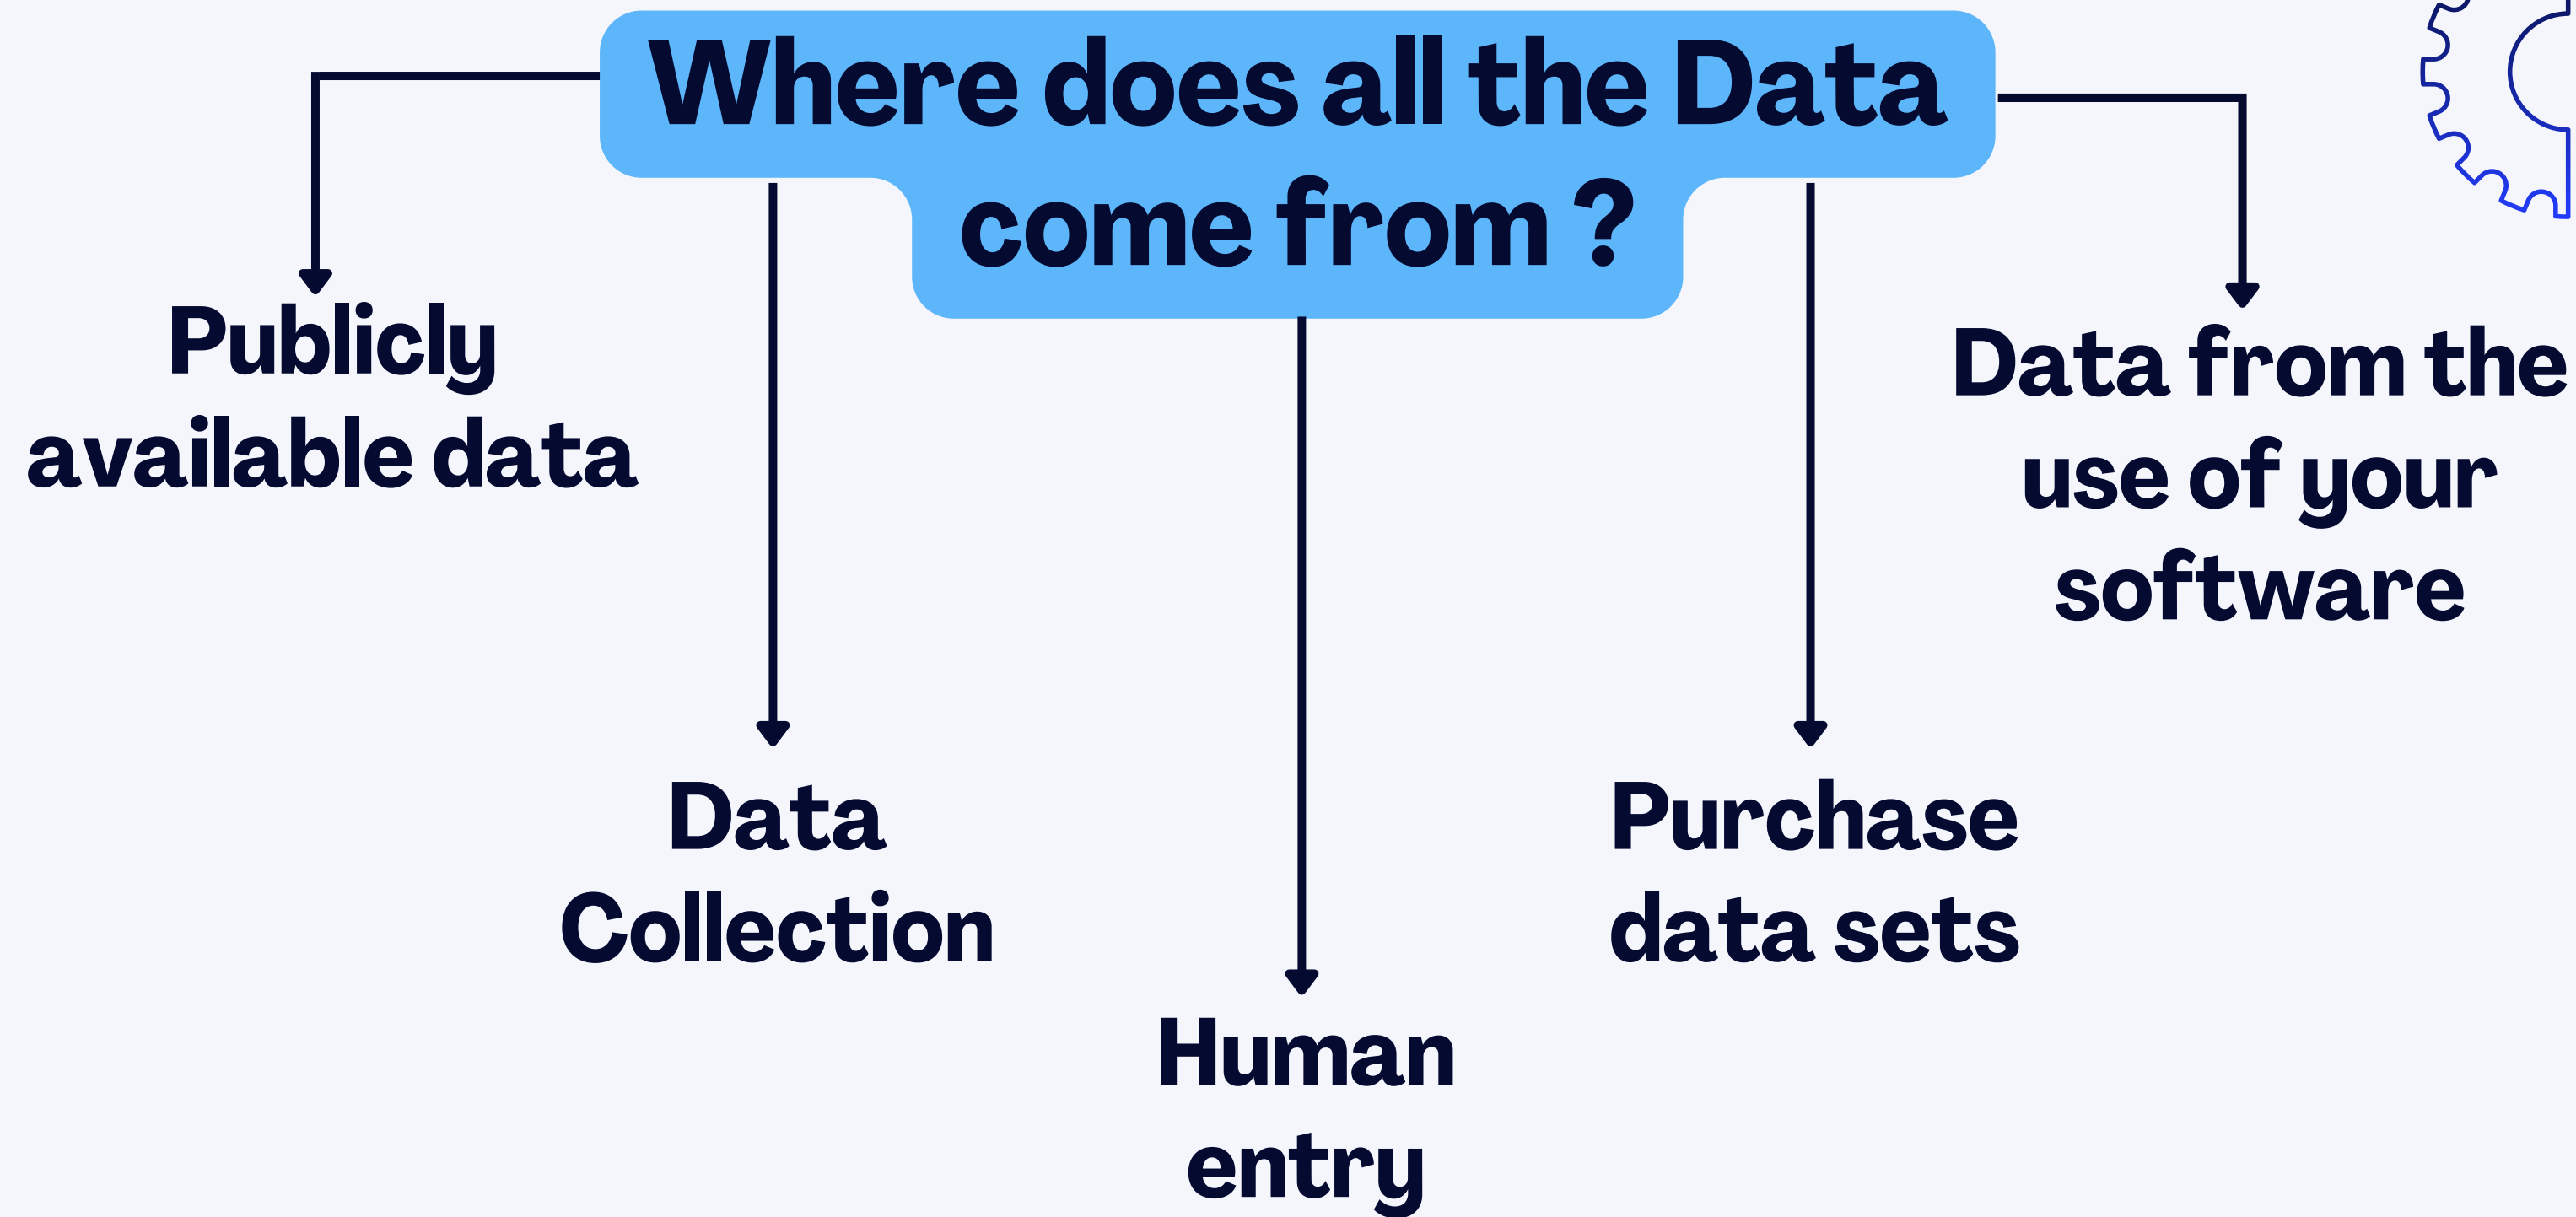 Where does all the Data
come from ?
Publicly
available data
Data
Collection
Human
entry
Purchase
data sets
Data from the
use of your
software